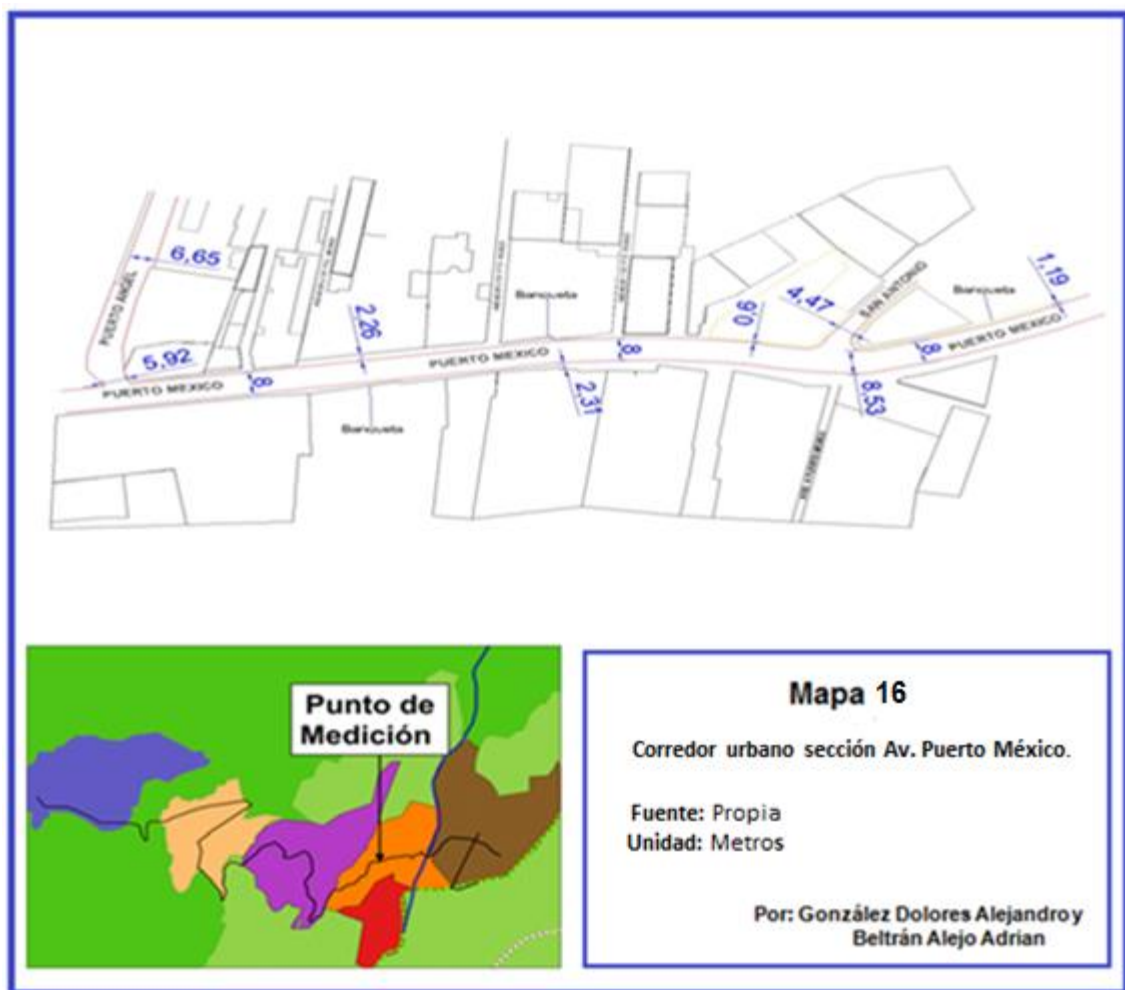 6,65
PUERTO ANGEL
5,92
PUERTO MEXICO
8
2,26
Banqueta
Banqueta
PUERTO MEXICO
2,31
8
0,9
4,47
SAN ANTONIO
8,53
Banqueta
8
1,19
PUERTO MEXICO
Punto de
Medición
Mapa 16
Corredor urbano sección Av. Puerto México.
Fuente: Propia
Unidad: Metros
Por: González Dolores Alejandro y
Beltrán Alejo Adrian